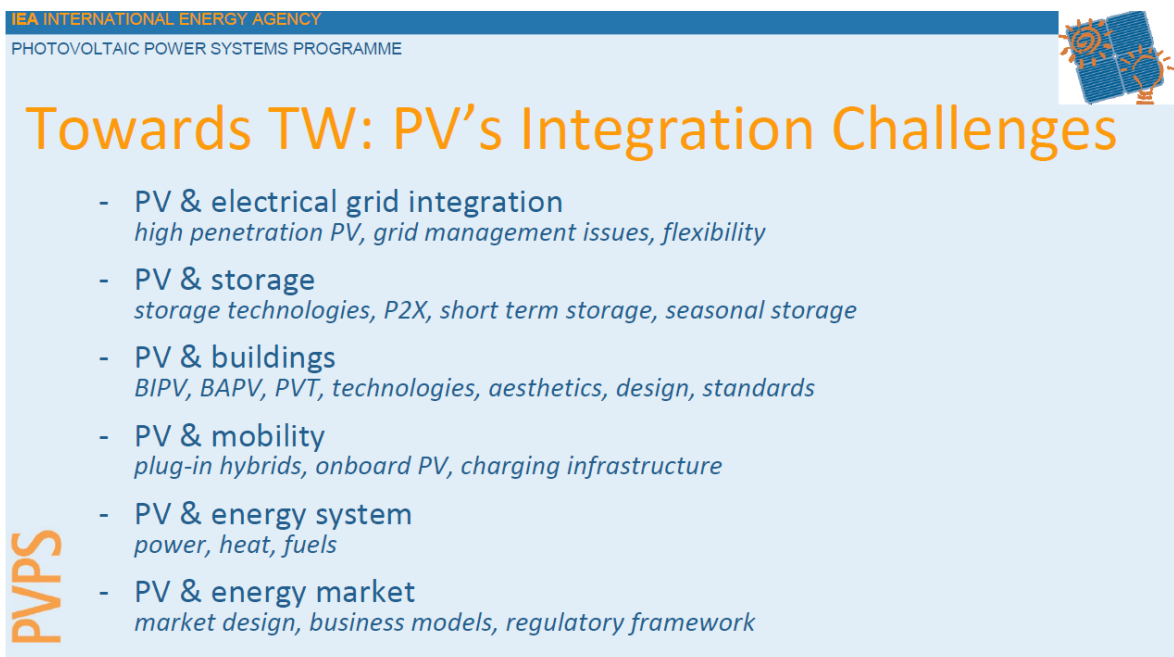 IEA INTERNATIONAL ENERGY AGENCY
PHOTOVOLTAIC POWER SYSTEMS PROGRAMME
Towards TW: PV’s Integration Challenges
- PV & electrical grid integration
high penetration PV, grid management issues, flexibility
- PV & storage
storage technologies, P2X, short term storage, seasonal storage
- PV & buildings
BIPV, BAPV, PVT, technologies, aesthetics, design, standards
- PV & mobility
plug-in hybrids, onboard PV, charging infrastructure
- PV & energy system
power, heat, fuels
- PV & energy market
market design, business models, regulatory framework
PVPS